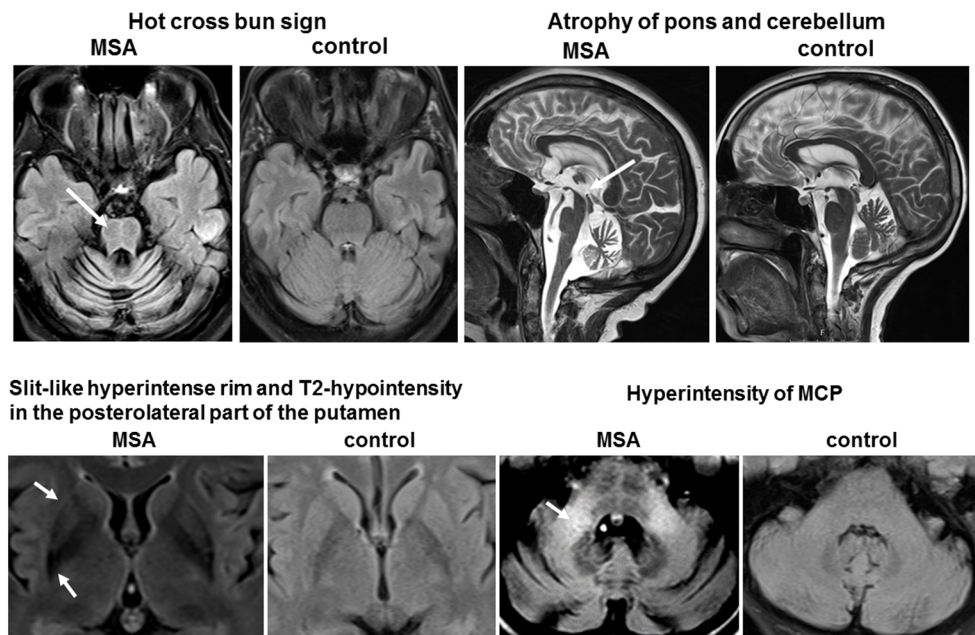 Hot cross bun sign
MSA
control
Atrophy of pons and cerebellum
MSA
control
F
Slit-like hyperintense rim and T2-hypointensity
in the posterolateral part of the putamen
MSA
control
Hyperintensity of MCP
MSA
control